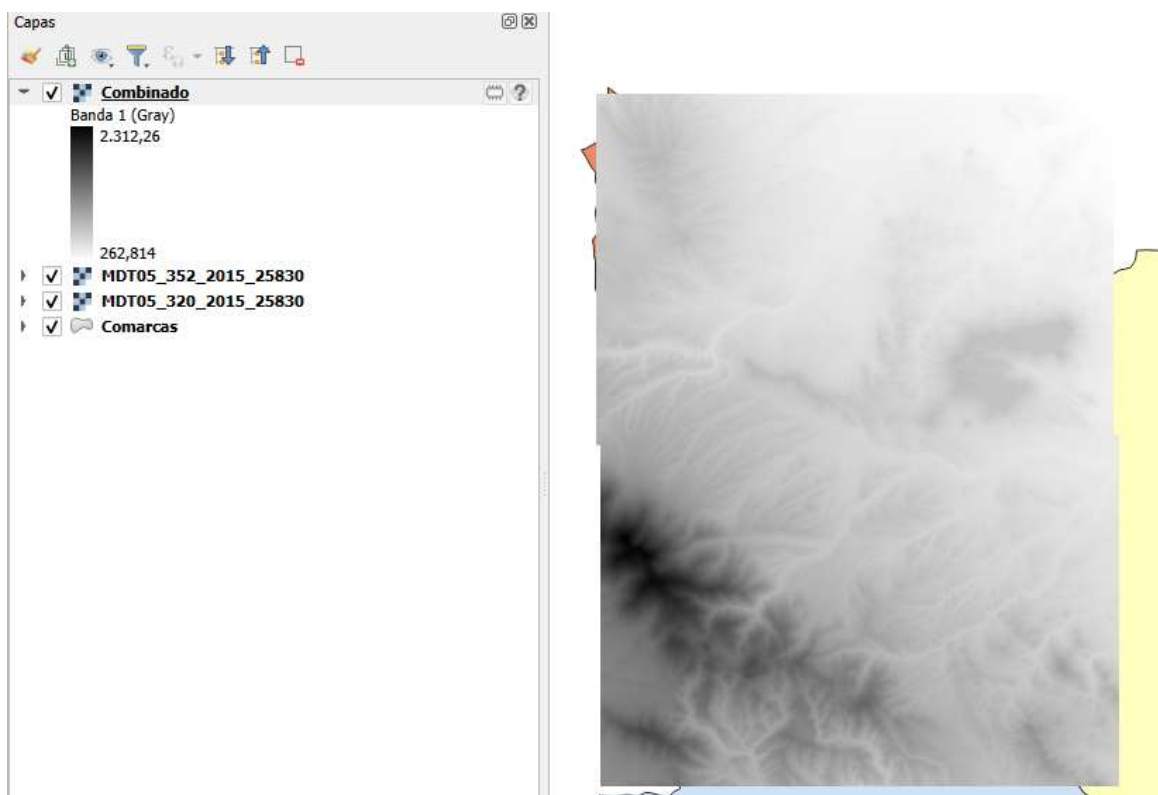 Capas
Combinado
Banda 1 (Gray)
2.312,26
262,814
MDT05_352_2015_25830
MDT05_320_2015_25830
Comarcas